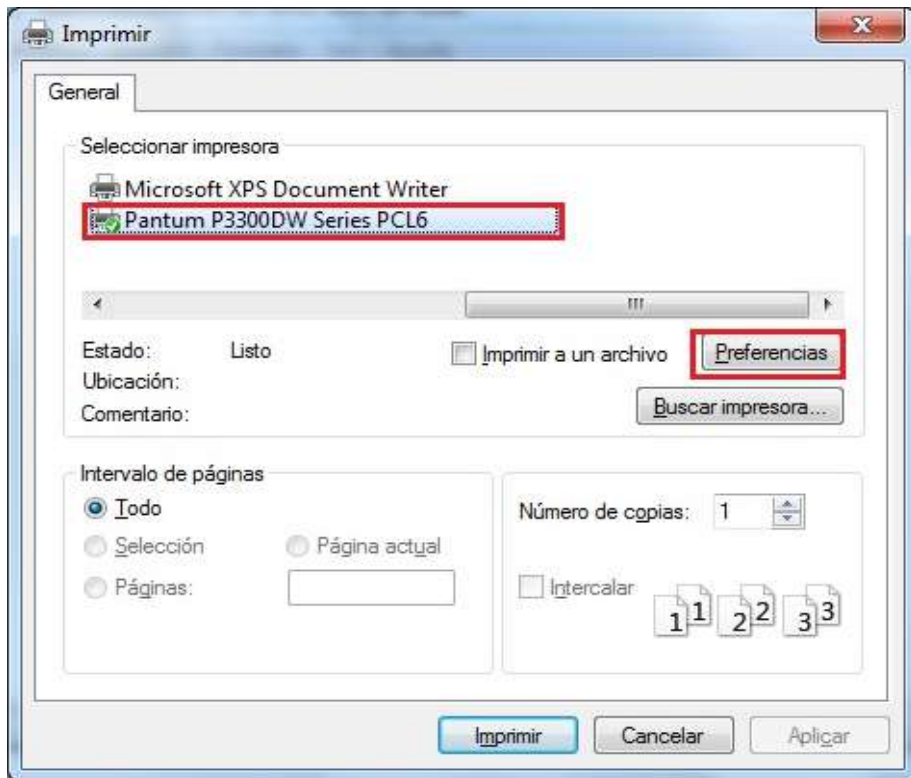 Imprimir
General
Seleccionar impresora
Microsoft XPS Document Writer
Pantum P3300DW Series PCL6
Estado: Listo
Imprimir a un archivo
Preferencias
Ubicación:
Comentario:
Buscar impresora...
Intervalo de páginas
Todo
Selección
Página actual
Páginas:
Número de copias: 1
Intercalar
1 1 2 2 3 3
Imprimir
Cancelar
Aplicar